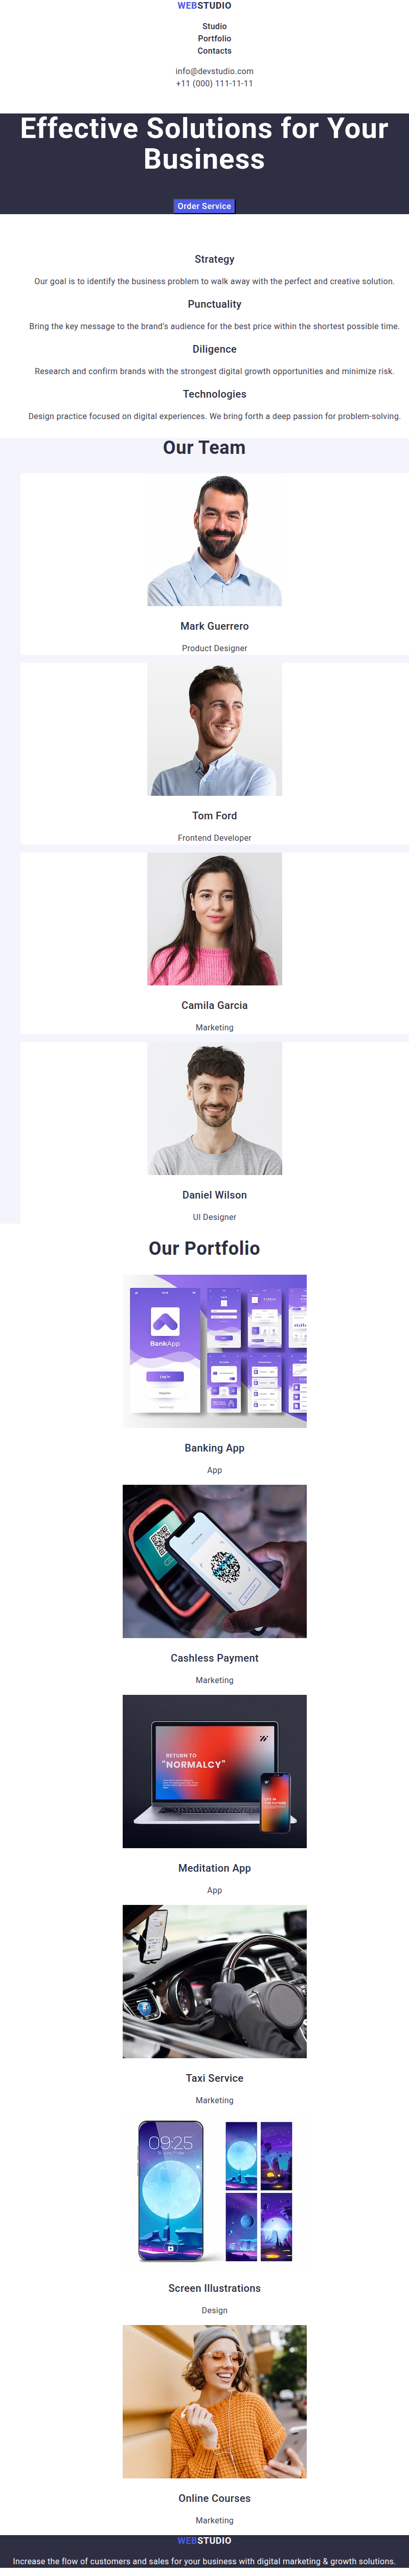 WEBSTUDIO
Studio
Portfolio
Contacts
info@devstudio.com
+11 (000) 111-11-11
Effective Solutions for Your
Business
Order Service
Strategy
Our goal is to identify the business problem to walk away with the perfect and creative solution.
Punctuality
Bring the key message to the brand's audience for the best price within the shortest possible time.
Diligence
Research and confirm brands with the strongest digital growth opportunities and minimize risk.
Technologies
Design practice focused on digital experiences. We bring forth a deep passion for problem-solving.
Our Team
Mark Guerrero
Product Designer
Tom Ford
Frontend Developer
Camila Garcia
Marketing
Daniel Wilson
UI Designer
Our Portfolio
BankApp
Log in
Banking App
App
Cashless Payment
Marketing
RETURN TO
"NORMALCY"
Meditation App
App
Taxi Service
Marketing
09:25
Screen Illustrations
Design
Online Courses
Marketing
WEBSTUDIO
Increase the flow of customers and sales for your business with digital marketing & growth solutions.